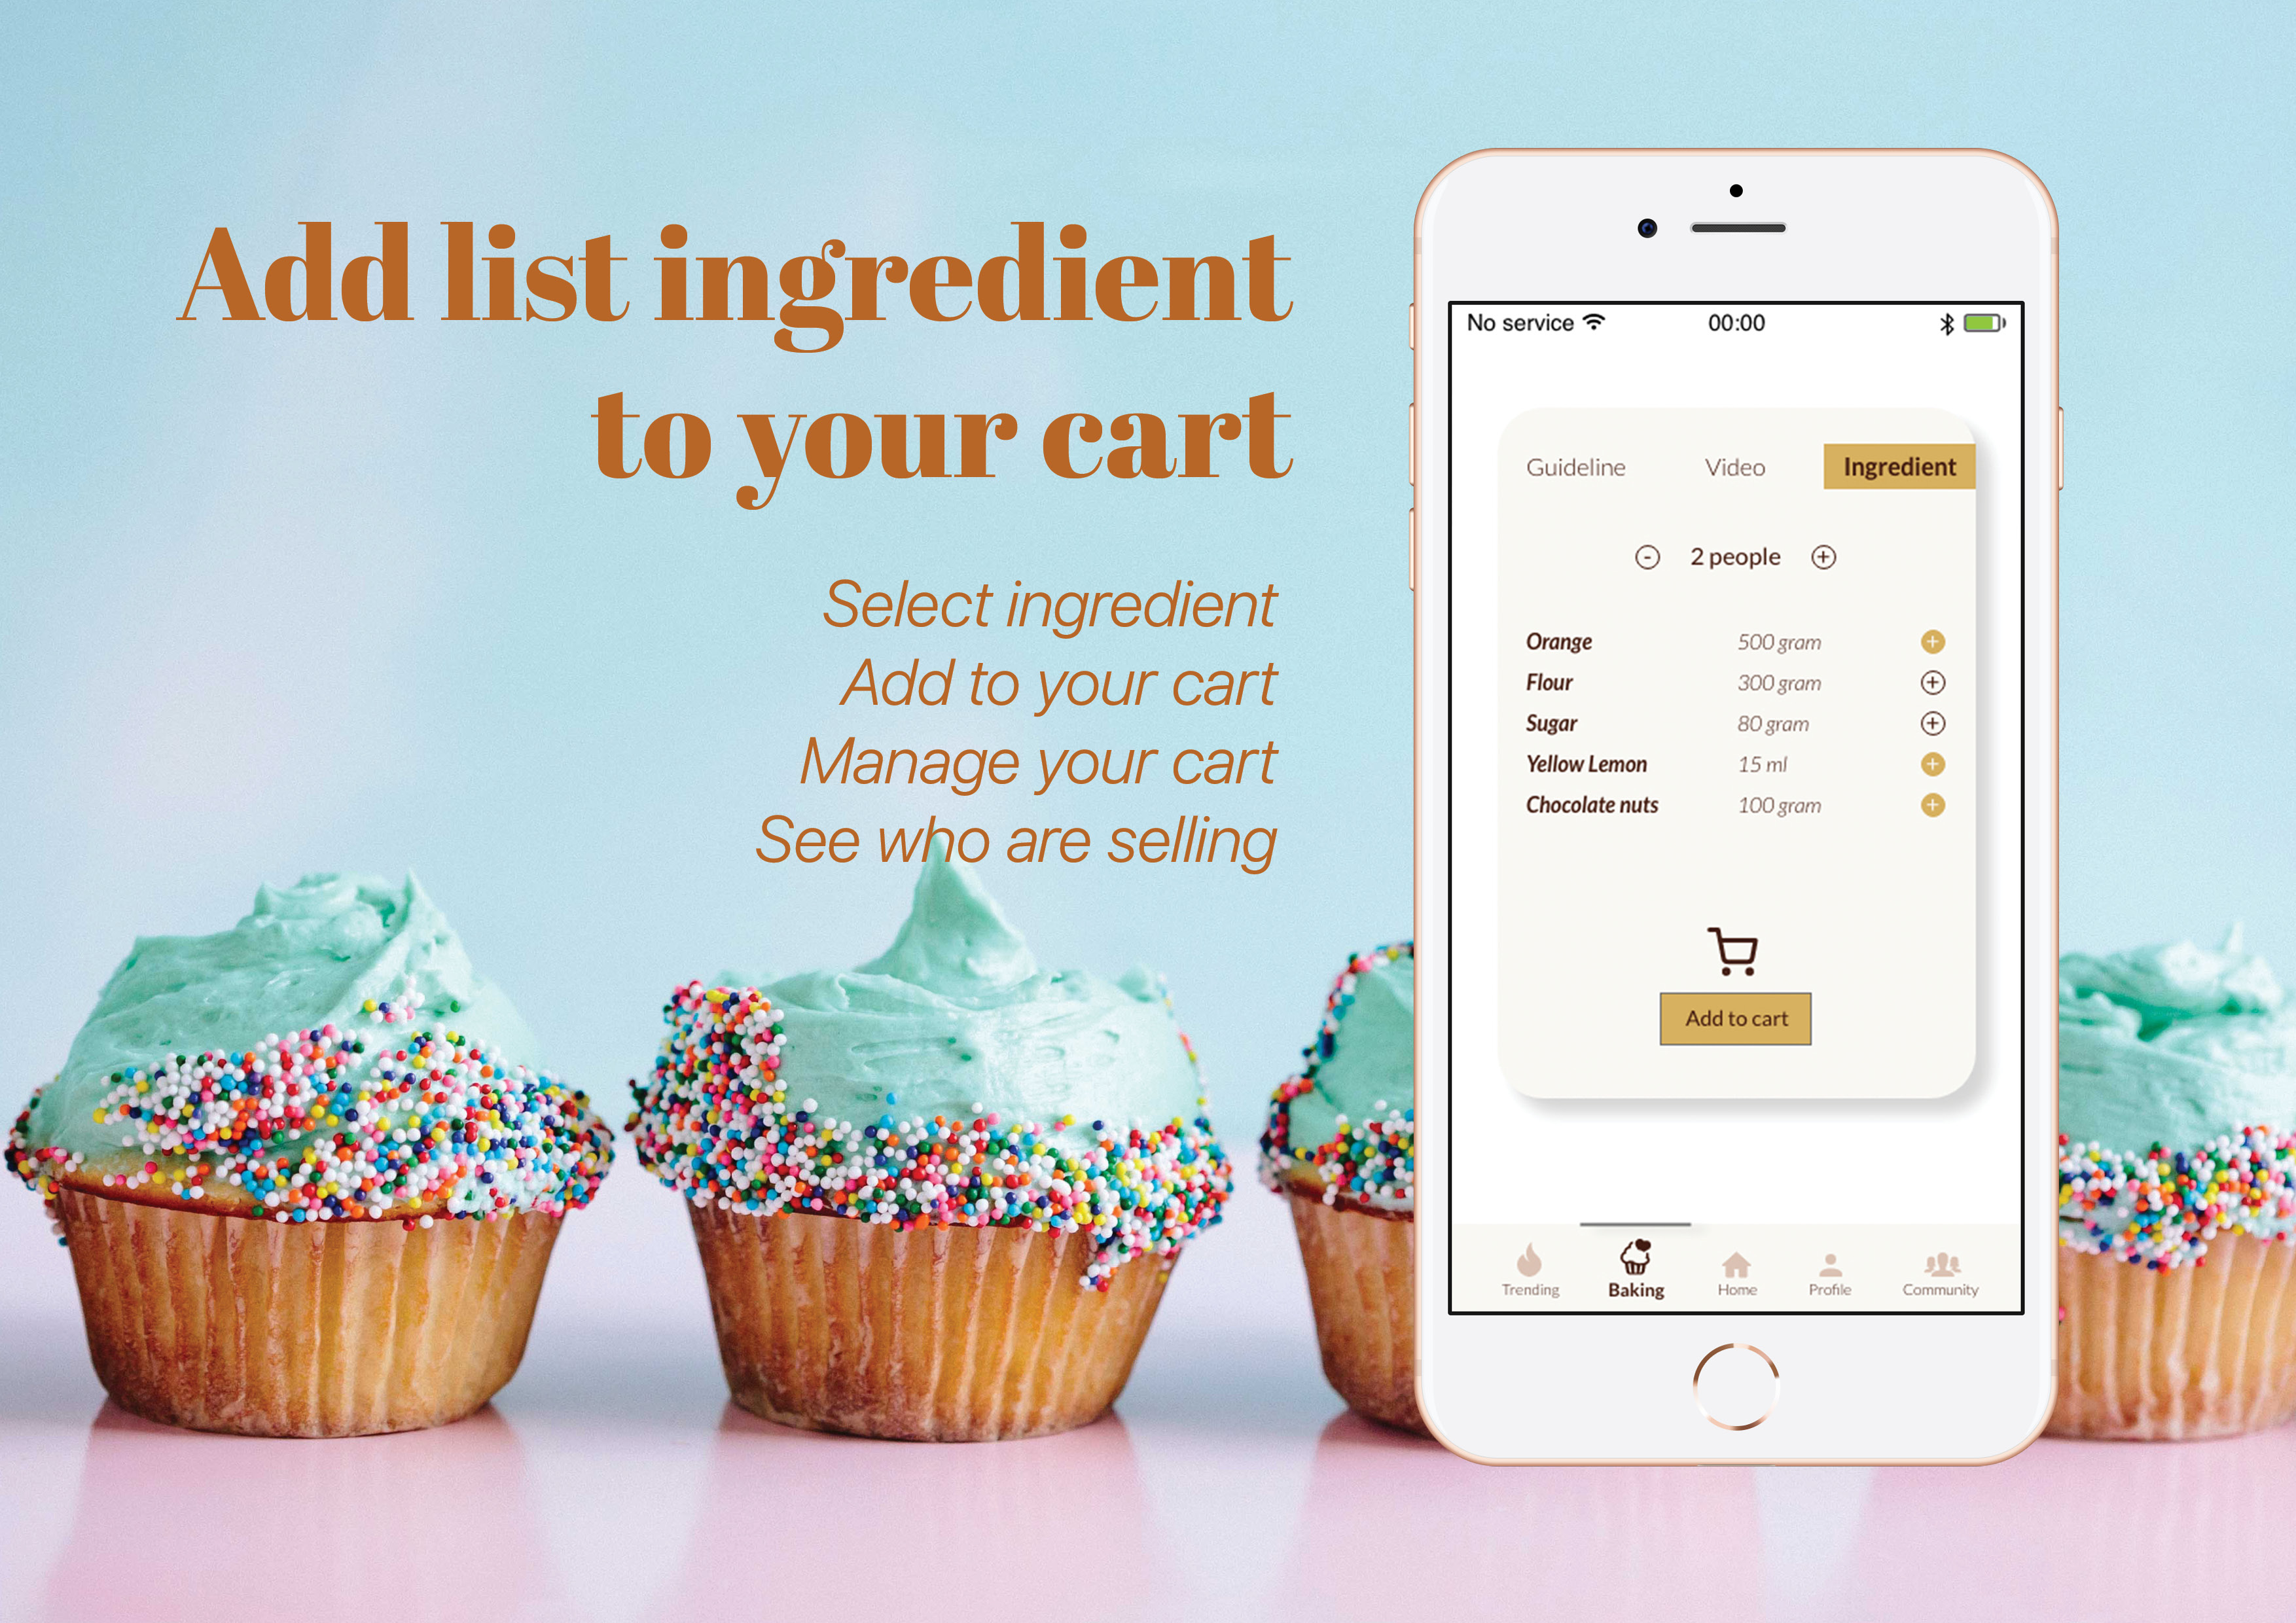 Add list ingredient
to your cart
Select ingredient
Add to your cart
Manage your cart
See who are selling
No service 00:00
Guideline Video Ingredient
- 2 people +
Orange 500 gram +
Flour 300 gram +
Sugar 80 gram +
Yellow Lemon 15 ml +
Chocolate nuts 100 gram +
Add to cart
Trending Baking Home Profile Community